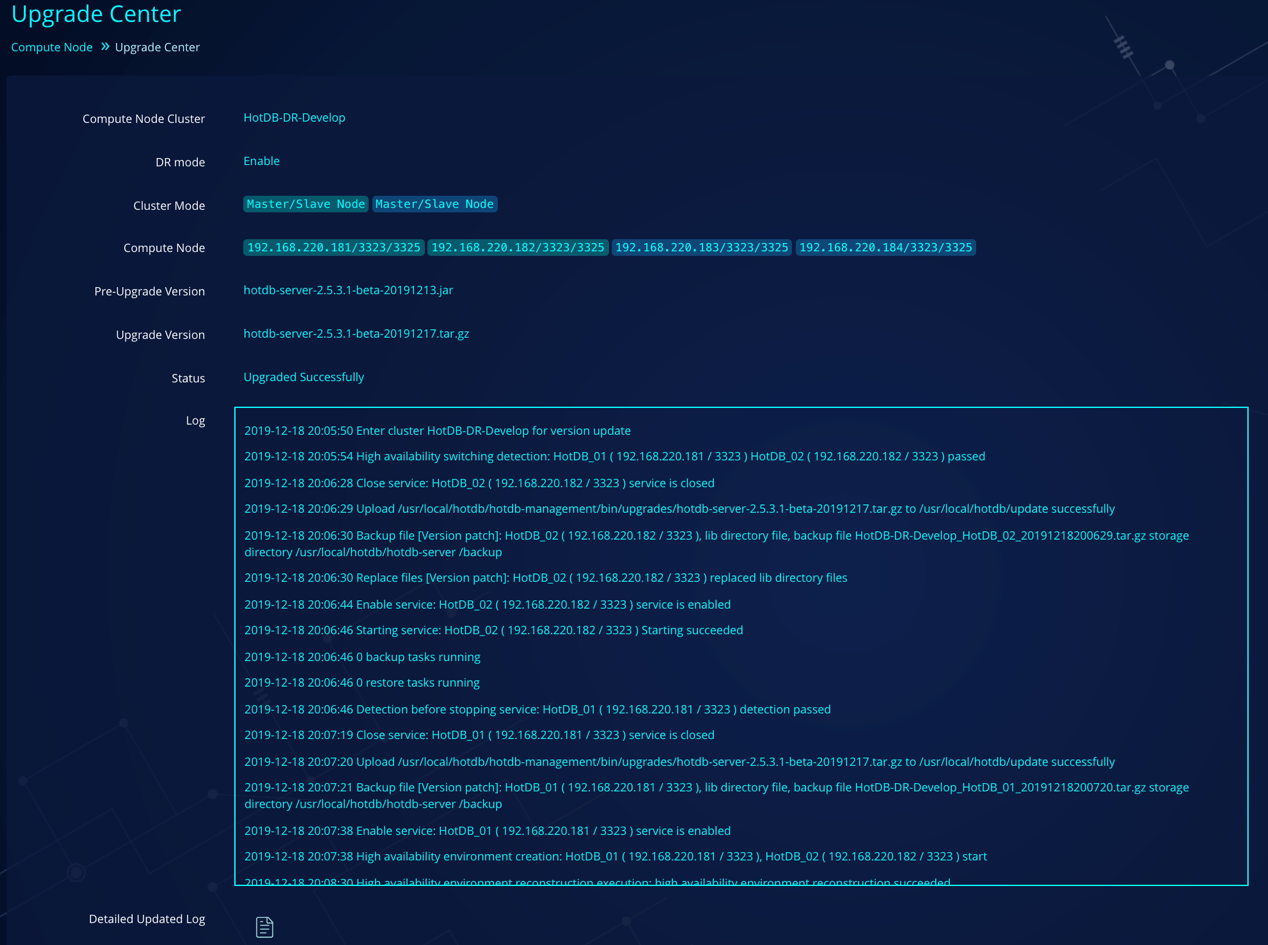 Upgrade Center
Compute Node » Upgrade Center
Compute Node Cluster HotDB-DR-Develop
DR mode Enable
Cluster Mode Master/Slave Node Master/Slave Node
Compute Node 192.168.220.181/3323/3325 192.168.220.182/3323/3325 192.168.220.183/3323/3325 192.168.220.184/3323/3325
Pre-Upgrade Version hotdb-server-2.5.3.1-beta-20191213.jar
Upgrade Version hotdb-server-2.5.3.1-beta-20191217.tar.gz
Status Upgraded Successfully
Log
2019-12-18 20:05:50 Enter cluster HotDB-DR-Develop for version update
2019-12-18 20:05:54 High availability switching detection: HotDB_01 ( 192.168.220.181 / 3323 ) HotDB_02 ( 192.168.220.182 / 3323 ) passed
2019-12-18 20:06:28 Close service: HotDB_02 ( 192.168.220.182 / 3323 ) service is closed
2019-12-18 20:06:29 Upload /usr/local/hotdb/hotdb-management/bin/upgrades/hotdb-server-2.5.3.1-beta-20191217.tar.gz to /usr/local/hotdb/update successfully
2019-12-18 20:06:30 Backup file [Version patch]: HotDB_02 ( 192.168.220.182 / 3323 ), lib directory file, backup file HotDB-DR-Develop_HotDB_02_20191218200629.tar.gz storage
directory /usr/local/hotdb/hotdb-server /backup
2019-12-18 20:06:30 Replace files [Version patch]: HotDB_02 ( 192.168.220.182 / 3323 ) replaced lib directory files
2019-12-18 20:06:44 Enable service: HotDB_02 ( 192.168.220.182 / 3323 ) service is enabled
2019-12-18 20:06:46 Starting service: HotDB_02 ( 192.168.220.182 / 3323 ) Starting succeeded
2019-12-18 20:06:46 0 backup tasks running
2019-12-18 20:06:46 0 restore tasks running
2019-12-18 20:06:46 Detection before stopping service: HotDB_01 ( 192.168.220.181 / 3323 ) detection passed
2019-12-18 20:07:19 Close service: HotDB_01 ( 192.168.220.181 / 3323 ) service is closed
2019-12-18 20:07:20 Upload /usr/local/hotdb/hotdb-management/bin/upgrades/hotdb-server-2.5.3.1-beta-20191217.tar.gz to /usr/local/hotdb/update successfully
2019-12-18 20:07:21 Backup file [Version patch]: HotDB_01 ( 192.168.220.181 / 3323 ), lib directory file, backup file HotDB-DR-Develop_HotDB_01_20191218200720.tar.gz storage
directory /usr/local/hotdb/hotdb-server /backup
2019-12-18 20:07:38 Enable service: HotDB_01 ( 192.168.220.181 / 3323 ) service is enabled
2019-12-18 20:07:38 High availability environment creation: HotDB_01 ( 192.168.220.181 / 3323 ), HotDB_02 ( 192.168.220.182 / 3323 ) start
2019-12-18 20:08:30 High availability environment reconstruction execution: high availability environment reconstruction succeeded
Detailed Updated Log